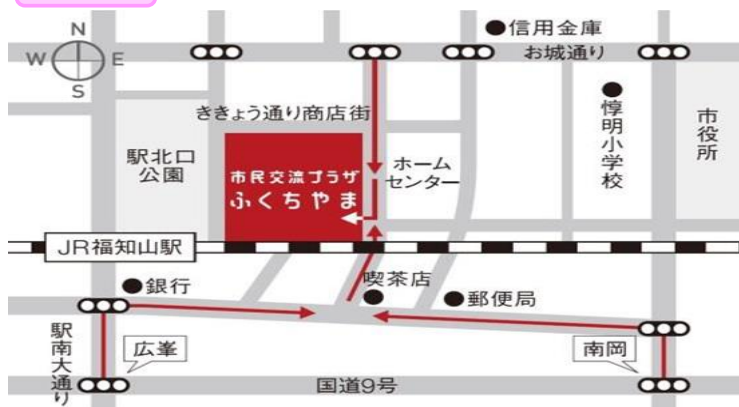 N
W E
S
信用金庫
お城通り
ききょう通り商店街
惇明小学校
市役所
駅北口
公園
市民交流プラザ
ふくちやま
ホーム
センター
JR福知山駅
喫茶店
銀行
郵便局
駅南大通り
広峯
南岡
国道9号